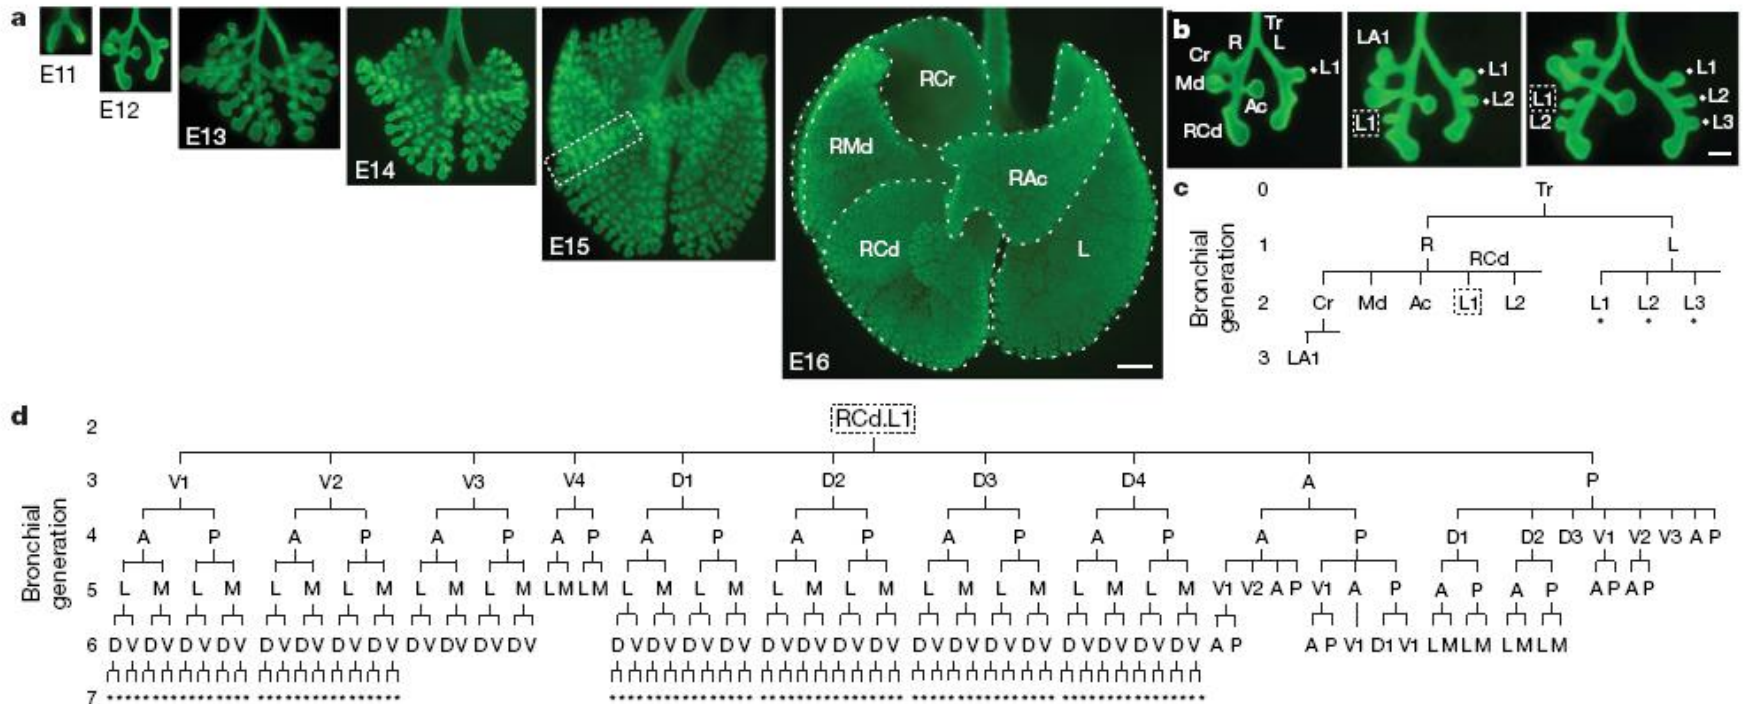 a
E11
E12
E13
E14
E15
E16
RCr
RMd
RAc
RCd
L
b
Tr
R L
Cr
Md
Ac
RCd
L1
LA1
L1
L1
L2
L1
L2
L1
L2
L3
c
Bronchial
generation
0 Tr
1 R L
RCd
2 Cr Md Ac L1 L2 L1 L2 L3
* * *
3 LA1
d
Bronchial
generation
2 RCd.L1
3 V1 V2 V3 V4 D1 D2 D3 D4 A P
4 A P A P A P A P A P A P A P A P A P D1 D2 D3 V1 V2 V3 A P
5 L M L M L M L M L M L M L M L M L M L M L M L M L M L M L M L M V1 V2 A P V1 A P A P A P A P A P
6 D V D V D V D V D V D V D V D V D V D V D V D V D V D V D V D V D V D V D V D V D V D V D V D V D V D V D V D V A P A P V1 D1 V1 L M L M L M L M
7